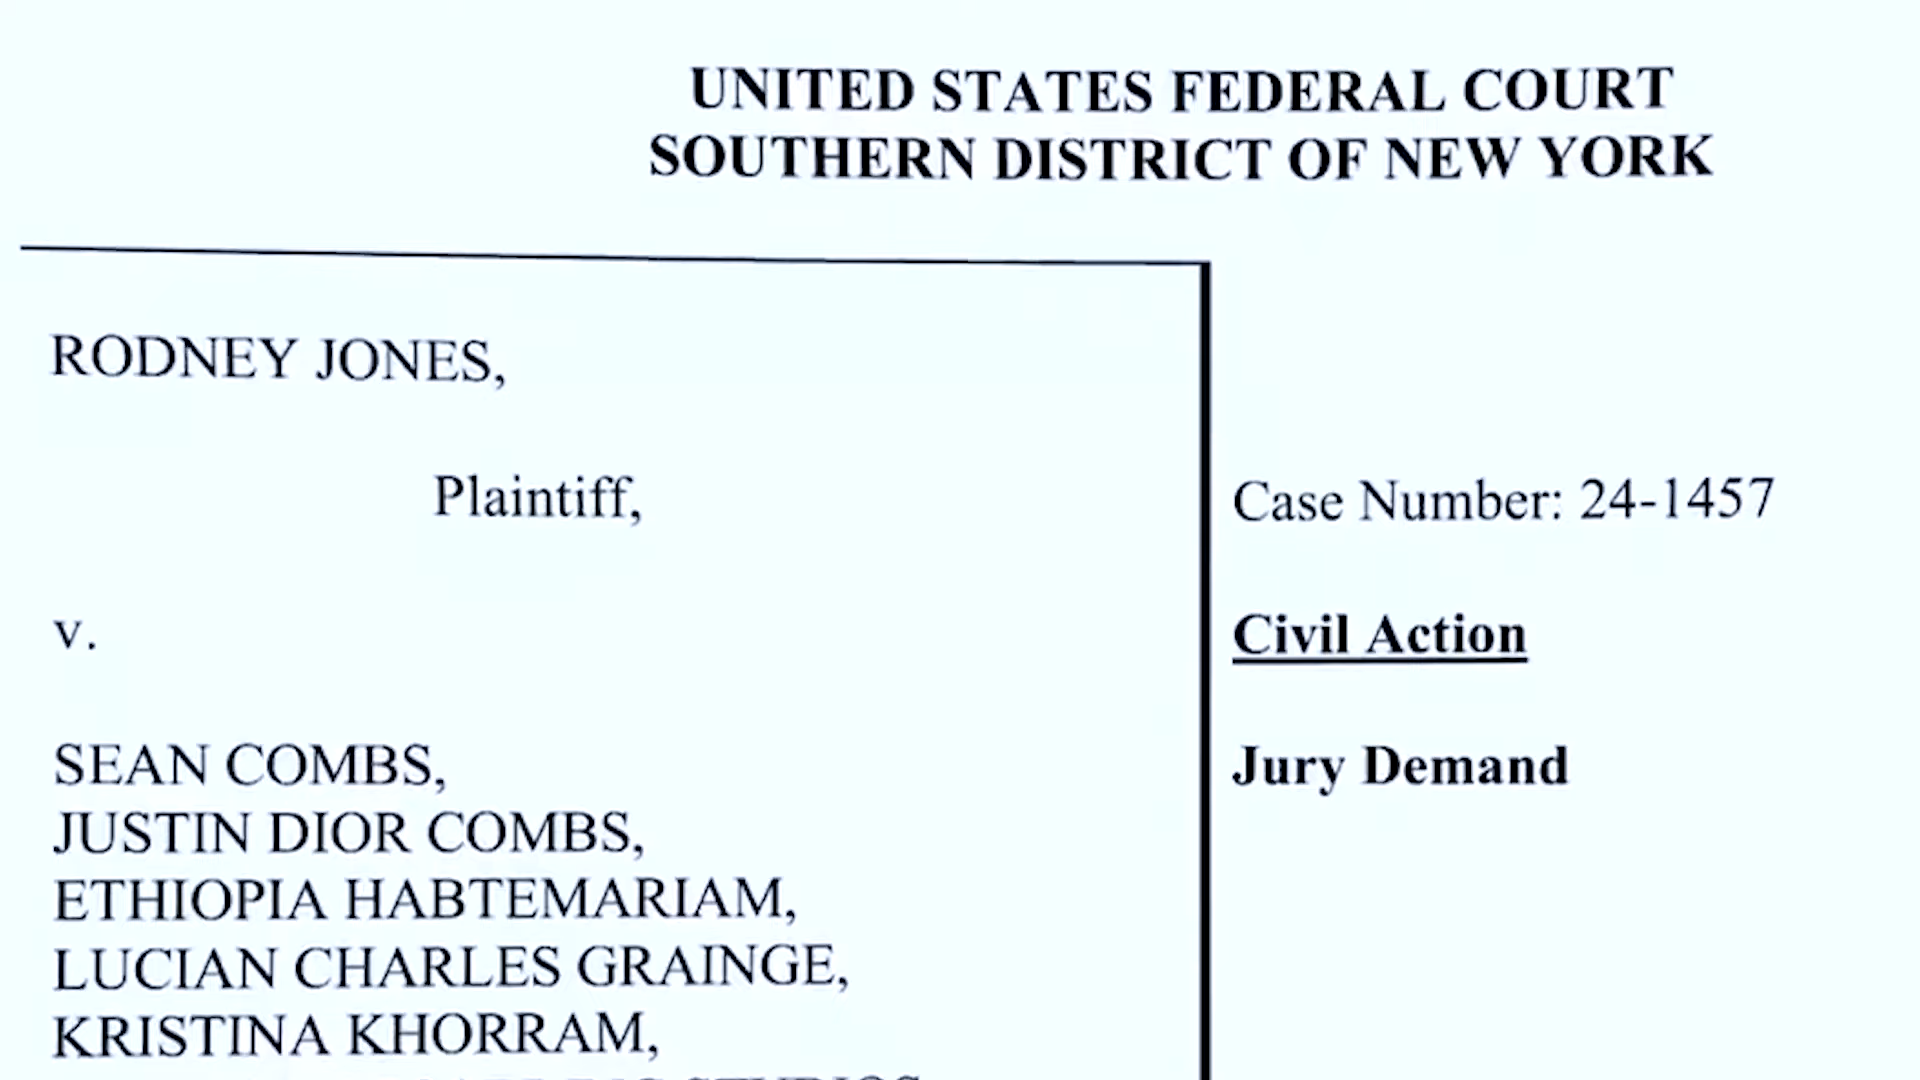 UNITED STATES FEDERAL COURT
SOUTHERN DISTRICT OF NEW YORK
RODNEY JONES,
Plaintiff,
Case Number: 24-1457
v.
Civil Action
SEAN COMBS,
Jury Demand
JUSTIN DIOR COMBS,
ETHIOPIA HABTEMARIAM,
LUCIAN CHARLES GRAINGE,
KRISTINA KHORRAM,
STUDIOS